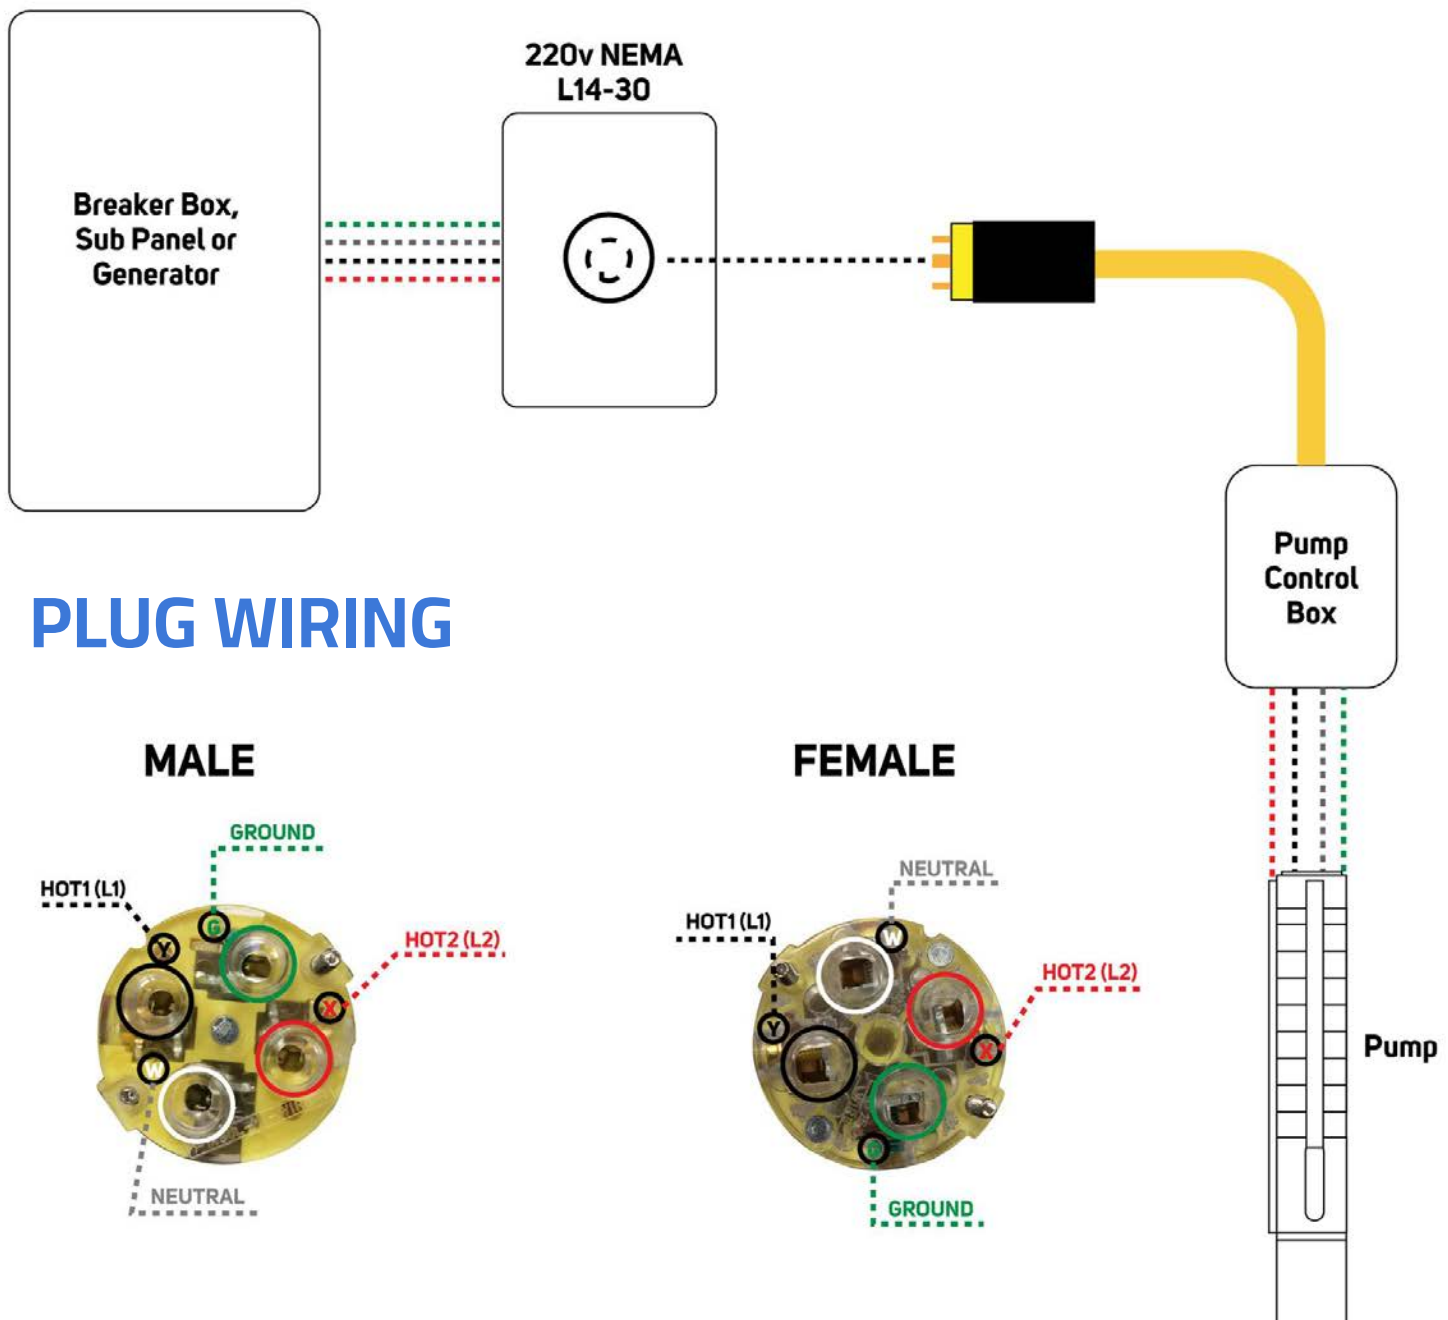 220v NEMA
L14-30
Breaker Box,
Sub Panel or
Generator
Pump
Control
Box
PLUG WIRING
MALE
FEMALE
GROUND
HOT1 (L1)
Y
G
HOT2 (L2)
X
W
NEUTRAL
NEUTRAL
HOT1 (L1)
W
HOT2 (L2)
Y
X
GROUND
Pump